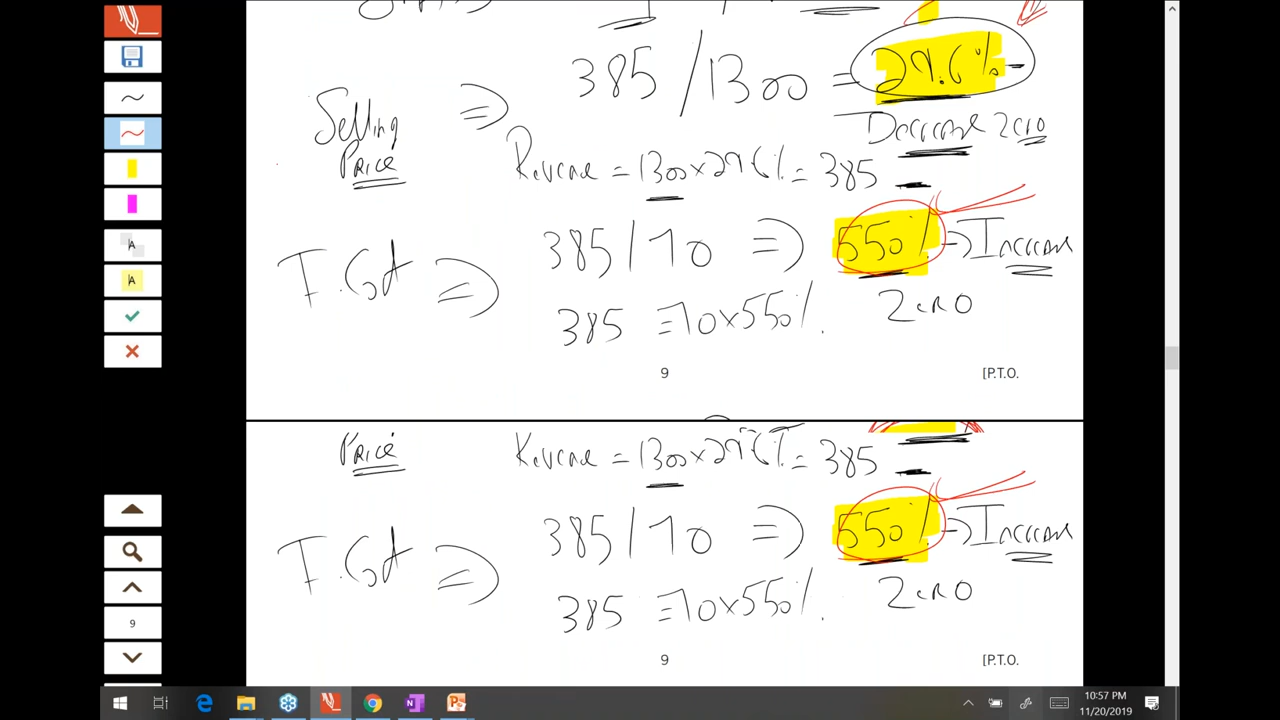 385 / 1300 = 29.6%
Decrease Zero
Selling
Price
⇒
Revenue = 1300 × 29.6% = 385
F. Cost ⇒ 385 / 70 ⇒ 550% ⇒ Increase
385 = 70 × 550%. Zero
9 [P.T.O.
Price Revenue = 1300 × 29.6% = 385
F. Cost ⇒ 385 / 70 ⇒ 550% ⇒ Increase
385 = 70 × 550%. Zero
9 [P.T.O.
A
A
9
10:57 PM
11/20/2019